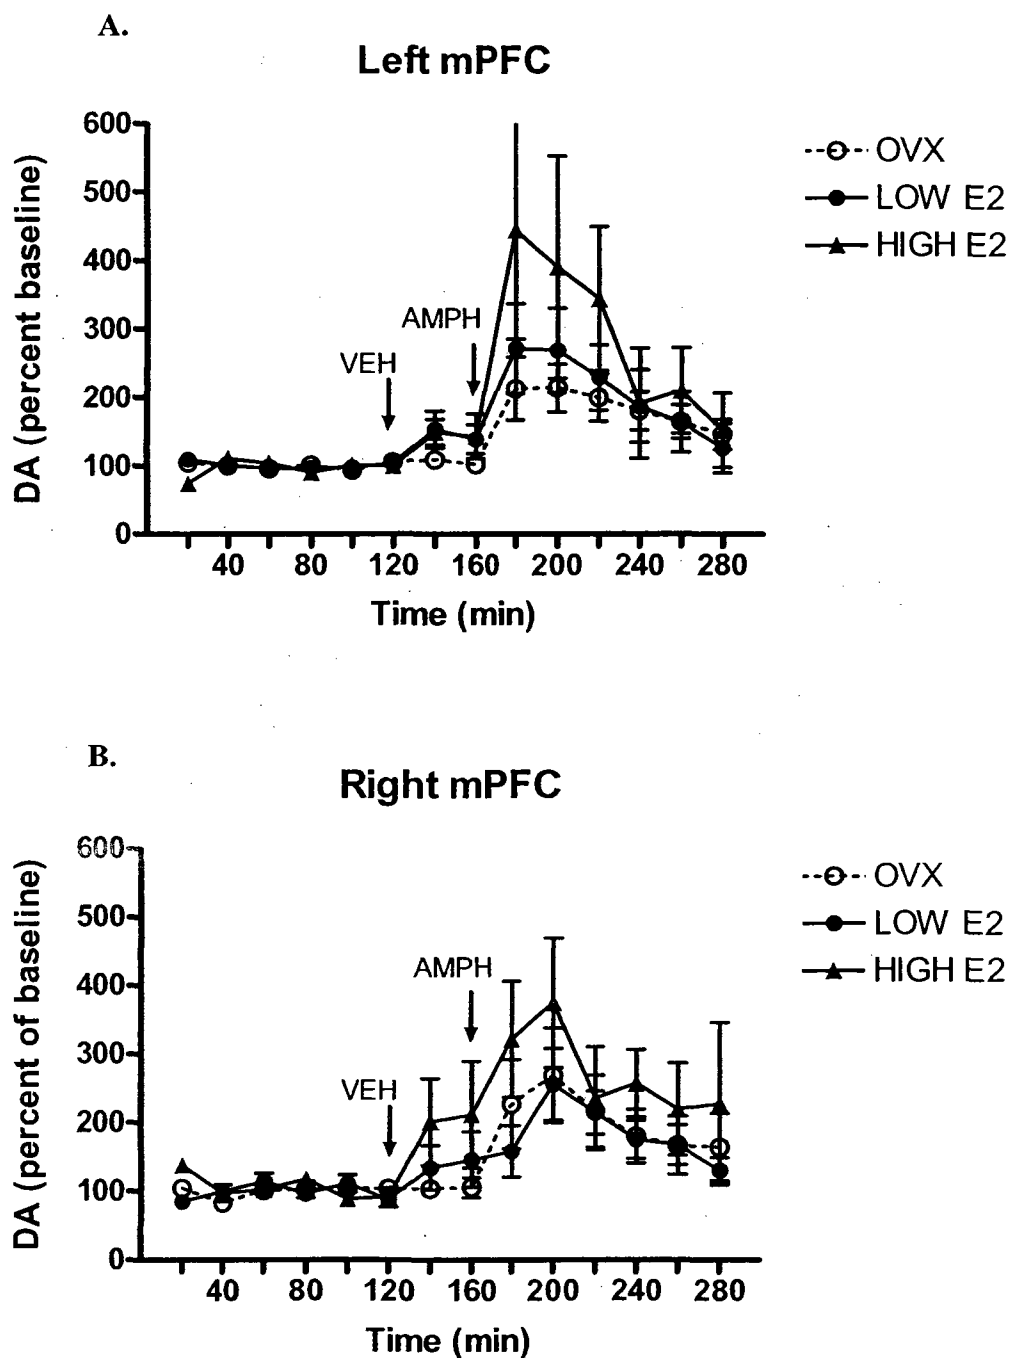 A.
Left mPFC
DA (percent baseline)
600
500
400
300
200
100
0
VEH
AMPH
OVX
LOW E2
HIGH E2
40 80 120 160 200 240 280
Time (min)
B.
Right mPFC
DA (percent of baseline)
600
500
400
300
200
100
0
VEH
AMPH
OVX
LOW E2
HIGH E2
40 80 120 160 200 240 280
Time (min)